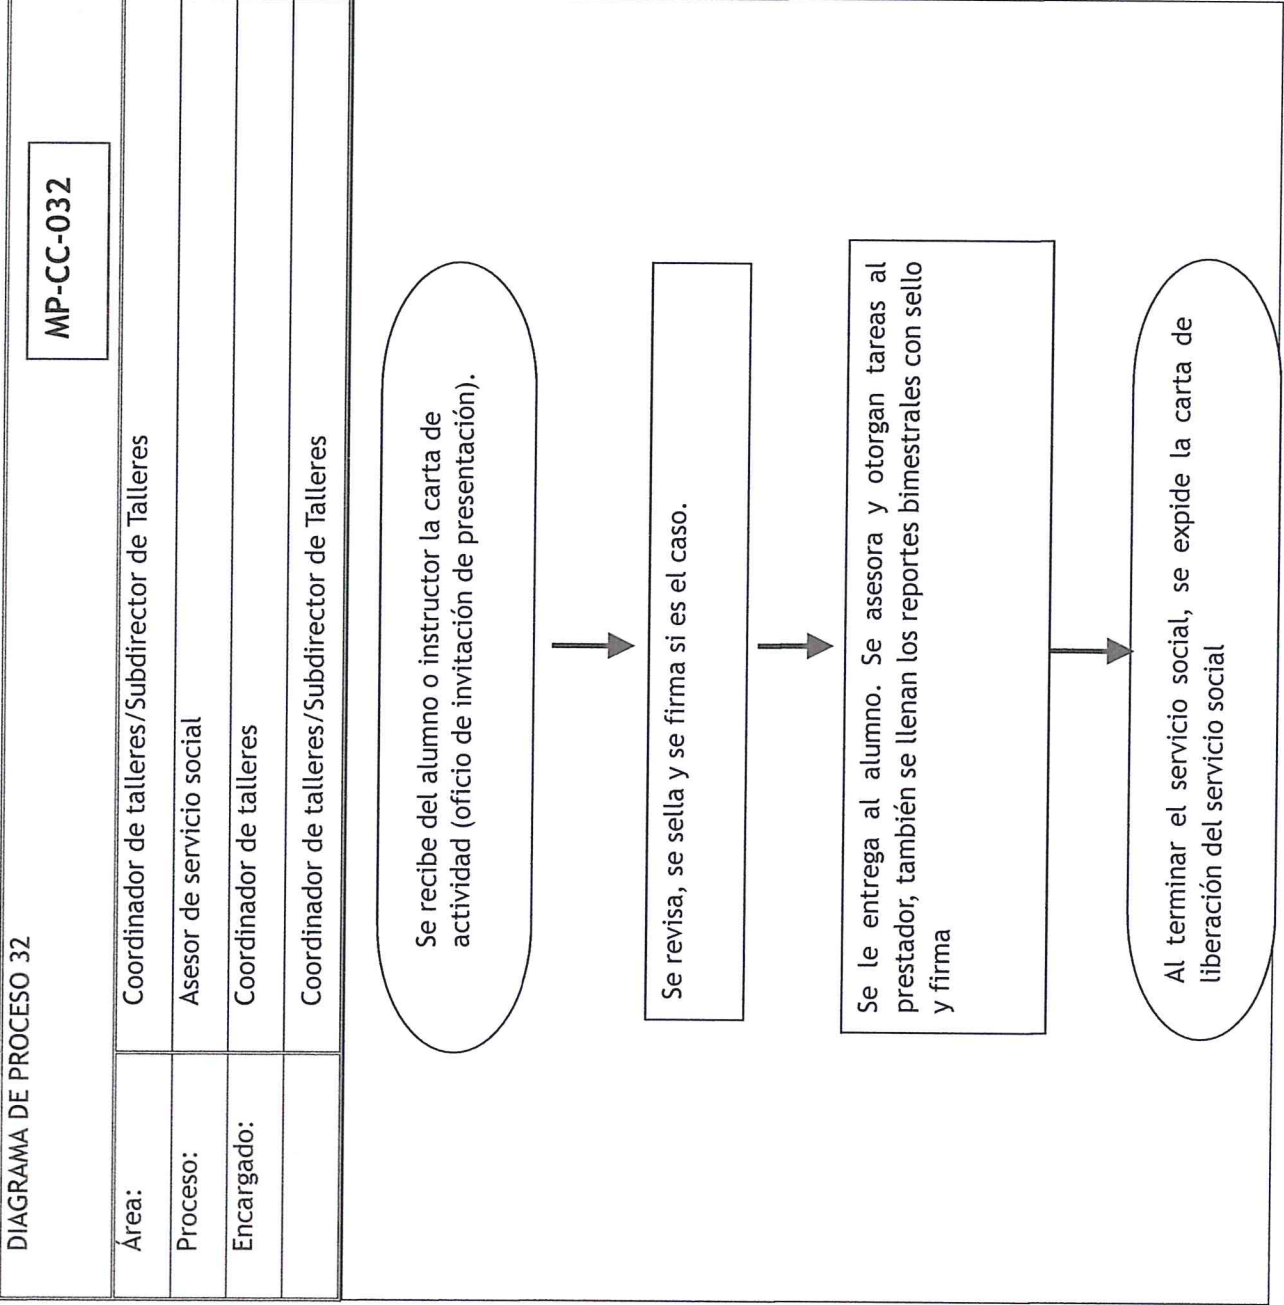 DIAGRAMA DE PROCESO 32
MP-CC-032
Área: Coordinador de talleres/Subdirector de Talleres
Proceso: Asesor de servicio social
Encargado: Coordinador de talleres
Coordinador de talleres/Subdirector de Talleres
Se recibe del alumno o instructor la carta de
actividad (oficio de invitación de presentación).
Se revisa, se sella y se firma si es el caso.
Se le entrega al alumno. Se asesora y otorgan tareas al
prestador, también se llenan los reportes bimestrales con sello
y firma
Al terminar el servicio social, se expide la carta de
liberación del servicio social